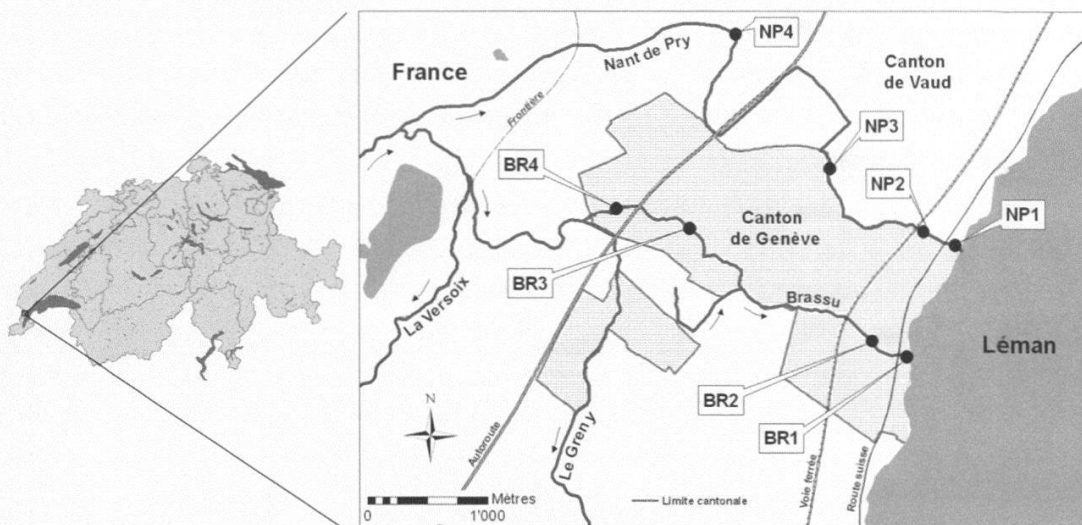 NP4
Nant de Pry
France
Canton
de Vaud
Frontière
NP3
BR4
NP2
NP1
Canton
de Genève
BR3
La Versoix
Brassu
Léman
BR2
N
BR1
Autoroute
Le Greny
Voie ferrée
Route suisse
Mètres
Limite cantonale
0
1'000